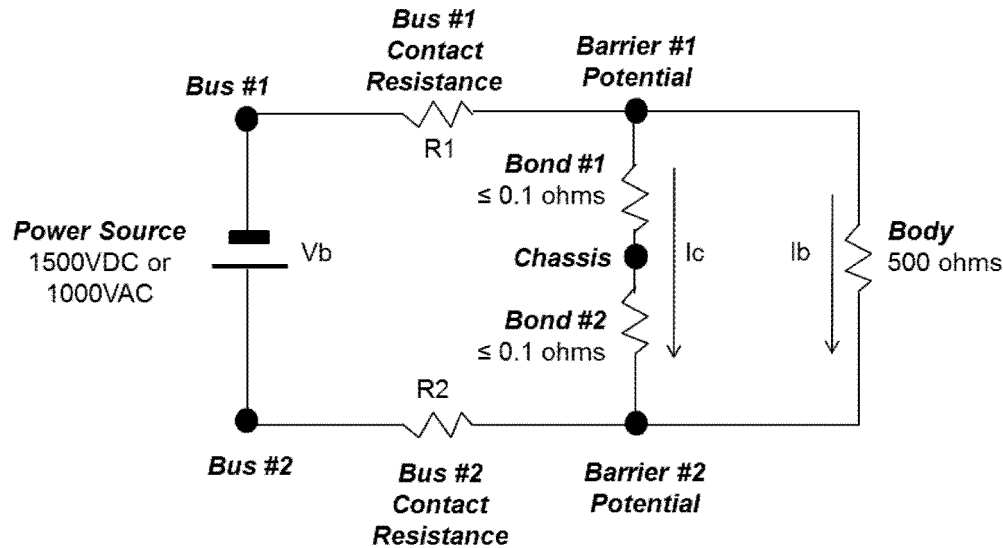 Bus #1
Contact
Resistance
Barrier #1
Potential
Bus #1
R1
Bond #1
≤ 0.1 ohms
Power Source
1500VDC or
1000VAC
Vb
Chassis
Ic
Ib
Body
500 ohms
Bond #2
≤ 0.1 ohms
R2
Bus #2
Bus #2
Contact
Resistance
Barrier #2
Potential